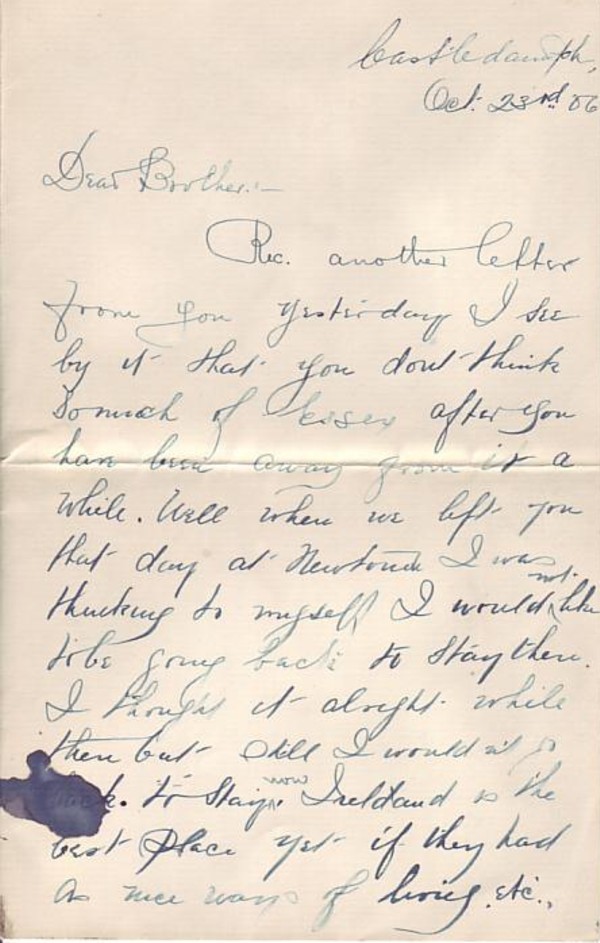 Castledamph,
Oct. 23rd 06
Dear Brother:—
Rec. another letter
from you yesterday I see
by it that you dont think
so much of Essex after you
have been away from it a
while. Well when we left you
that day at Newtown I was
thinking to myself I would not like
to be going back to stay there.
I thought it alright while
there but still I would not go
back. to stay now. Ireldand is the
best place yet if they had
as nice ways of living, etc.,